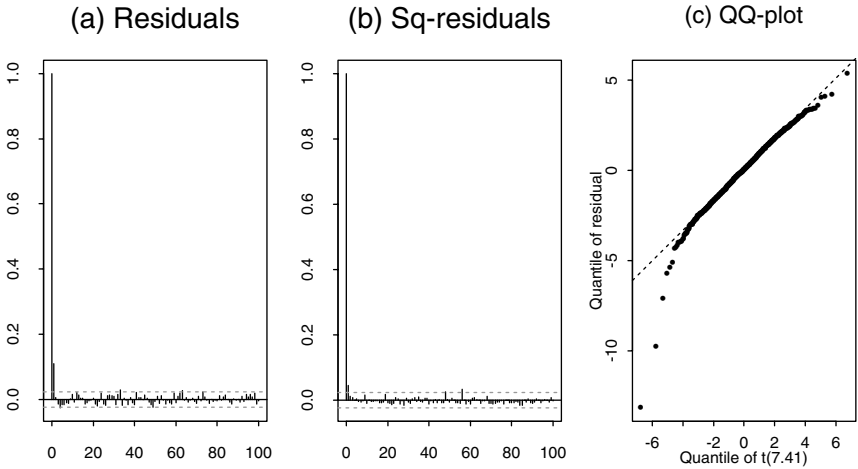 (a) Residuals
(b) Sq-residuals
(c) QQ-plot
1.0
0.8
0.6
0.4
0.2
0.0
0 20 40 60 80 100
1.0
0.8
0.6
0.4
0.2
0.0
0 20 40 60 80 100
Quantile of residual
5
0
-5
-10
-6 -2 0 2 4 6
Quantile of t(7.41)